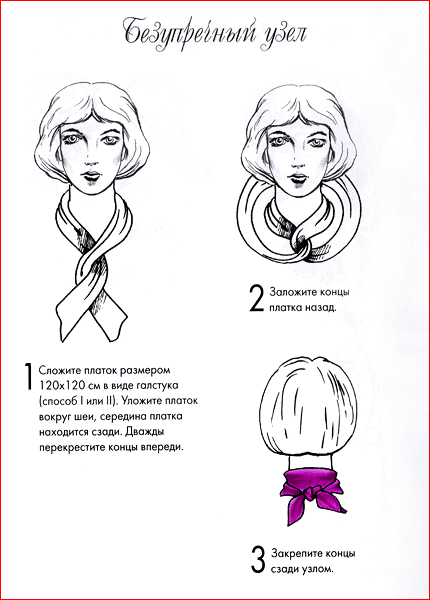 Безупречный узел
1 Сложите платок размером
120х120 см в виде галстука
(способ I или II). Уложите платок
вокруг шеи, середина платка
находится сзади. Дважды
перекрестите концы впереди.
2 Заложите концы
платка назад.
3 Закрепите концы
сзади узлом.